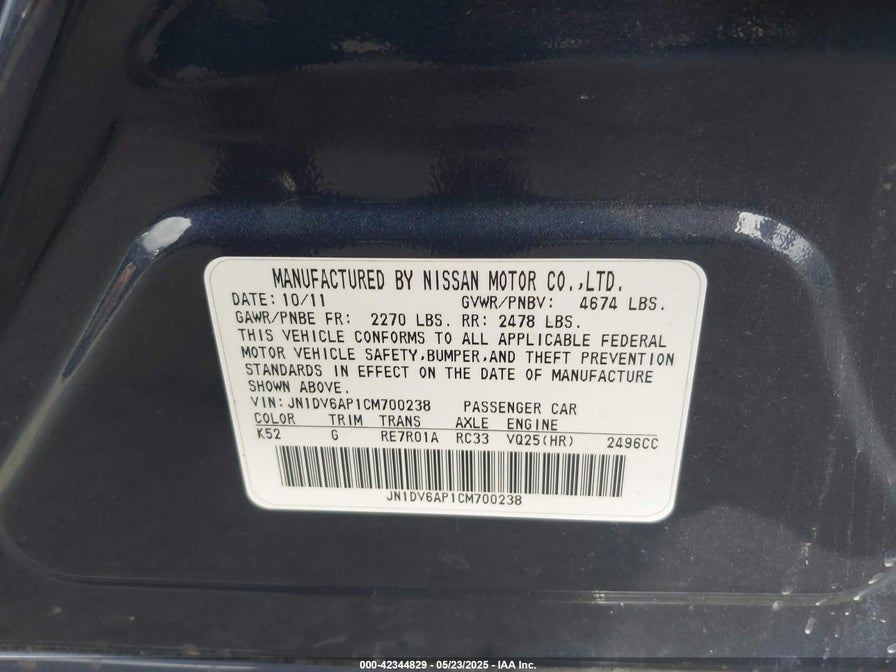 MANUFACTURED BY NISSAN MOTOR CO.,LTD.
DATE: 10/11 GVWR/PNBV: 4674 LBS.
GAWR/PNBE FR: 2270 LBS. RR: 2478 LBS.
THIS VEHICLE CONFORMS TO ALL APPLICABLE FEDERAL
MOTOR VEHICLE SAFETY,BUMPER,AND THEFT PREVENTION
STANDARDS IN EFFECT ON THE DATE OF MANUFACTURE
SHOWN ABOVE.
VIN: JN1DV6AP1CM700238 PASSENGER CAR
COLOR TRIM TRANS AXLE ENGINE
K52 G RE7R01A RC33 VQ25(HR) 2496CC
JN1DV6AP1CM700238
000-42344829 - 05/23/2025 - IAA Inc.